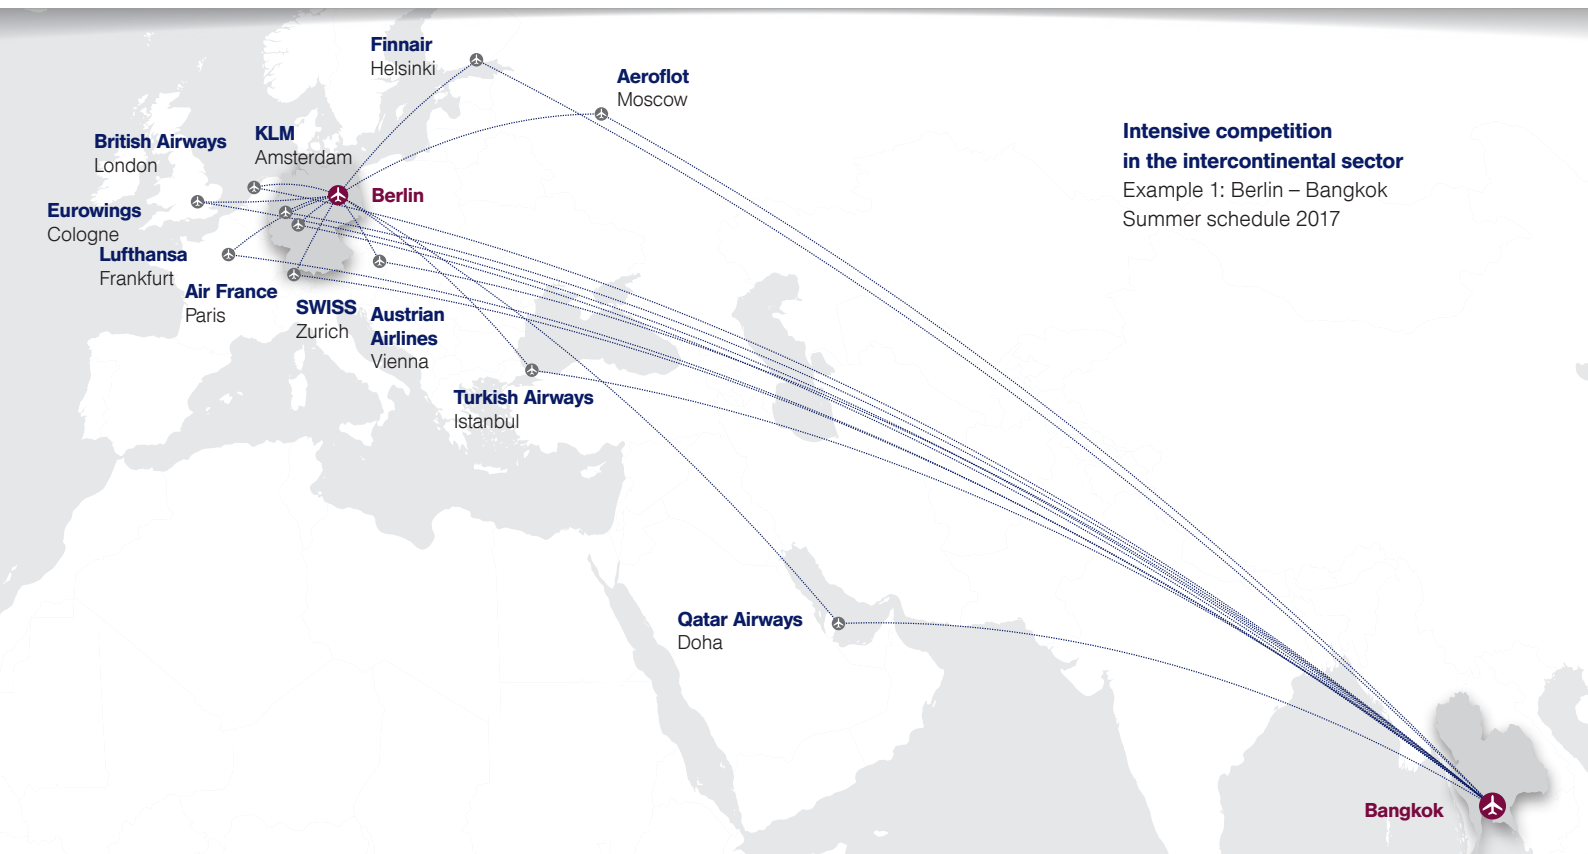 Finnair
Helsinki
Aeroflot
Moscow
Intensive competition
in the intercontinental sector
Example 1: Berlin – Bangkok
Summer schedule 2017
British Airways
London
KLM
Amsterdam
Berlin
Eurowings
Cologne
Lufthansa
Frankfurt
Air France
Paris
SWISS
Zurich
Austrian
Airlines
Vienna
Turkish Airways
Istanbul
Qatar Airways
Doha
Bangkok